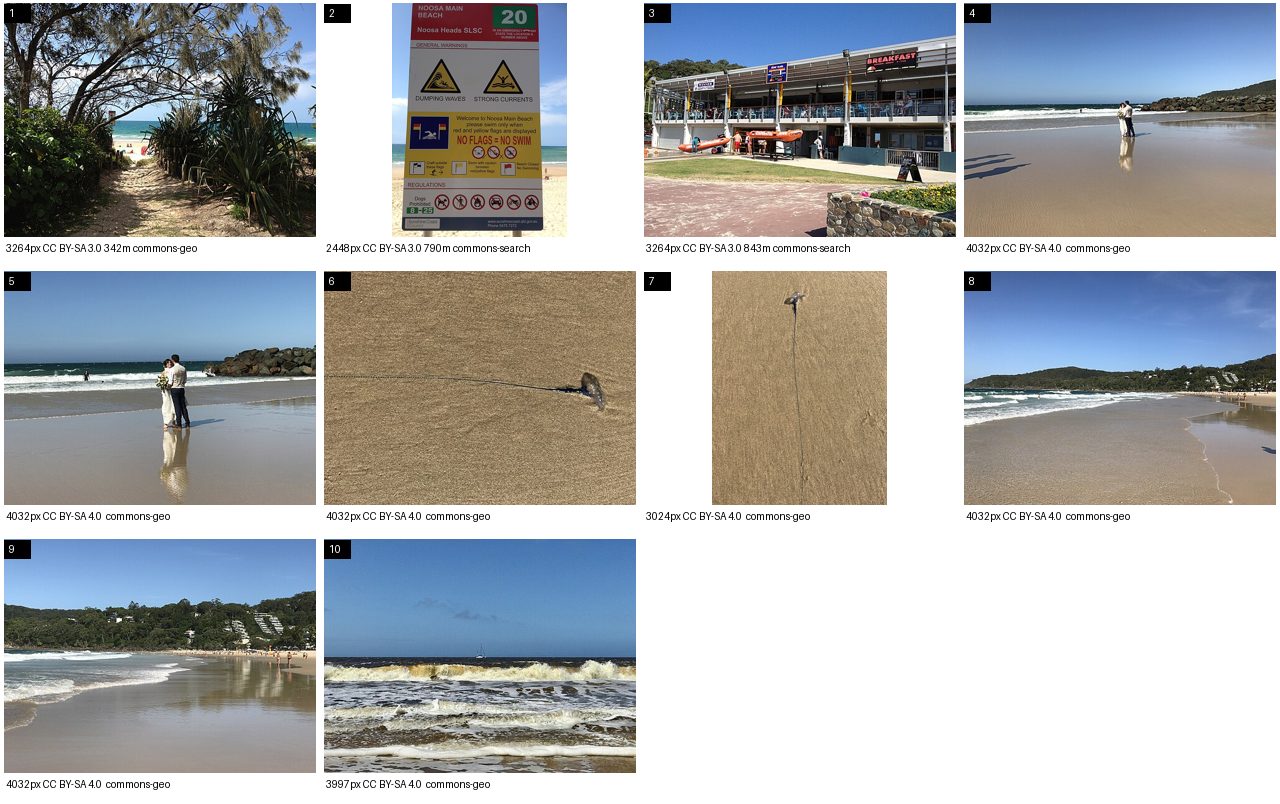 1
2
3
4
NOOSA MAIN
BEACH
20
Noosa Heads SLSC
GENERAL WARNINGS
DUMPING WAVES
STRONG CURRENTS
Welcome to Noosa Main Beach
please swim only when
red and yellow flags are displayed
NO FLAGS = NO SWIM
REGULATIONS
Dogs
Prohibited
BREAKFAST
3264px CC BY-SA 3.0 342m commons-geo
2448px CC BY-SA 3.0 790m commons-search
3264px CC BY-SA 3.0 843m commons-search
4032px CC BY-SA 4.0 commons-geo
5
6
7
8
4032px CC BY-SA 4.0 commons-geo
4032px CC BY-SA 4.0 commons-geo
3024px CC BY-SA 4.0 commons-geo
4032px CC BY-SA 4.0 commons-geo
9
10
4032px CC BY-SA 4.0 commons-geo
3997px CC BY-SA 4.0 commons-geo